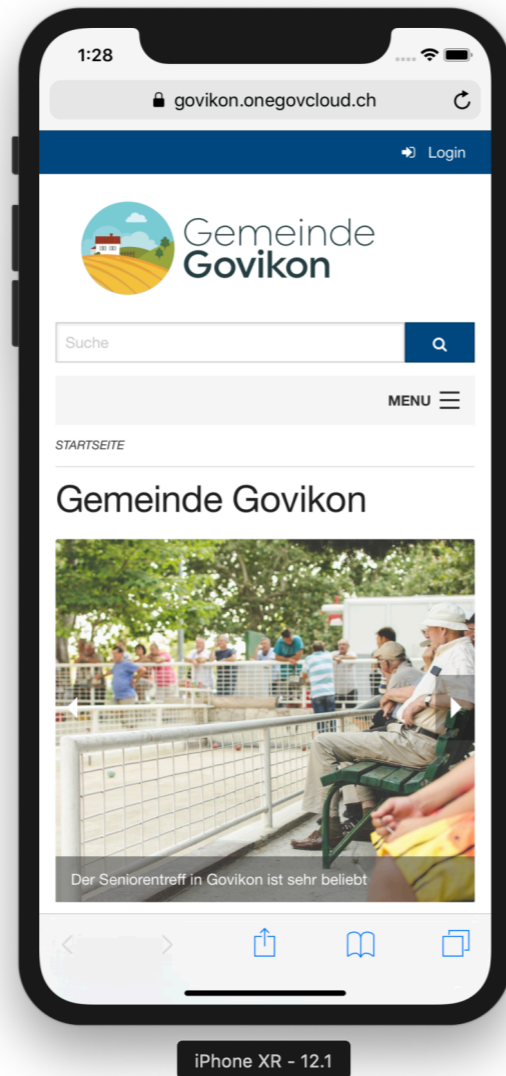 1:28
govikon.onegovcloud.ch
Login
Gemeinde
Govikon
Suche
MENU
STARTSEITE
Gemeinde Govikon
Der Seniorentreff in Govikon ist sehr beliebt
iPhone XR - 12.1